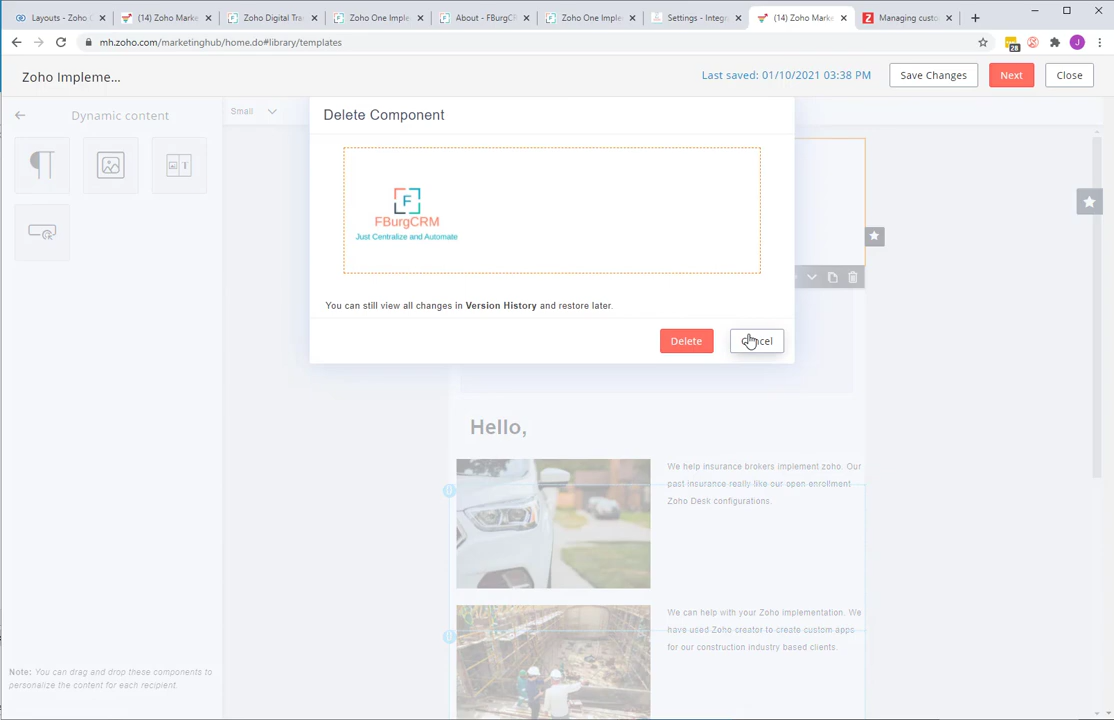 Layouts - Zoho C
(14) Zoho Marke
Zoho Digital Tra
Zoho One Imple
About - FBurgCR
Zoho One Imple
Settings - Integr
(14) Zoho Marke
Managing custo
mh.zoho.com/marketinghub/home.do#library/templates
28
J
Zoho Impleme...
Last saved: 01/10/2021 03:38 PM
Save Changes
Next
Close
Dynamic content
Small
Delete Component
F
FBurgCRM
Just Centralize and Automate
You can still view all changes in Version History and restore later.
Delete
Cancel
Hello,
We help insurance brokers implement zoho. Our
past insurance really like our open enrollment
Zoho Desk configurations.
We can help with your Zoho implementation. We
have used Zoho creator to create custom apps
for our construction industry based clients.
Note: You can drag and drop these components to
personalize the content for each recipient.